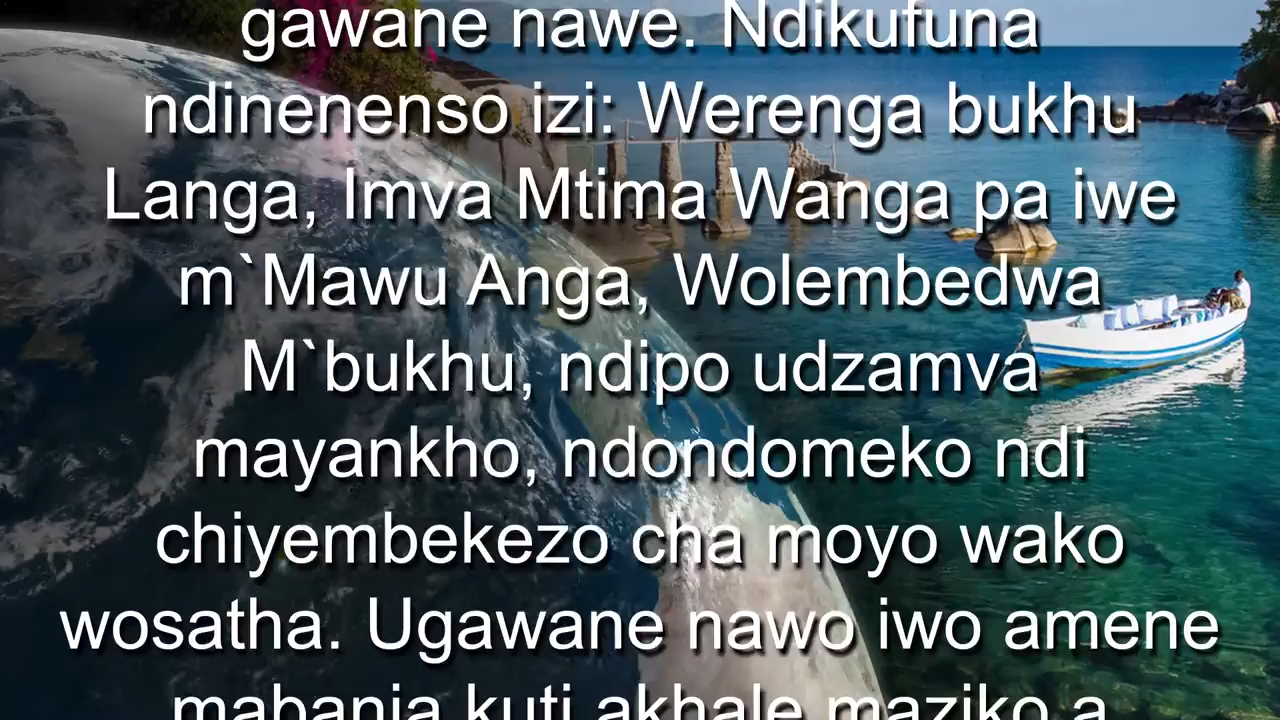 gawane nawe. Ndikufuna
ndinenenso izi: Werenga bukhu
Langa, Imva Mtima Wanga pa iwe
m`Mawu Anga, Wolembedwa
M`bukhu, ndipo udzamva
mayankho, ndondomeko ndi
chiyembekezo cha moyo wako
wosatha. Ugawane nawo iwo amene
mabanja kuti akhale maziko a